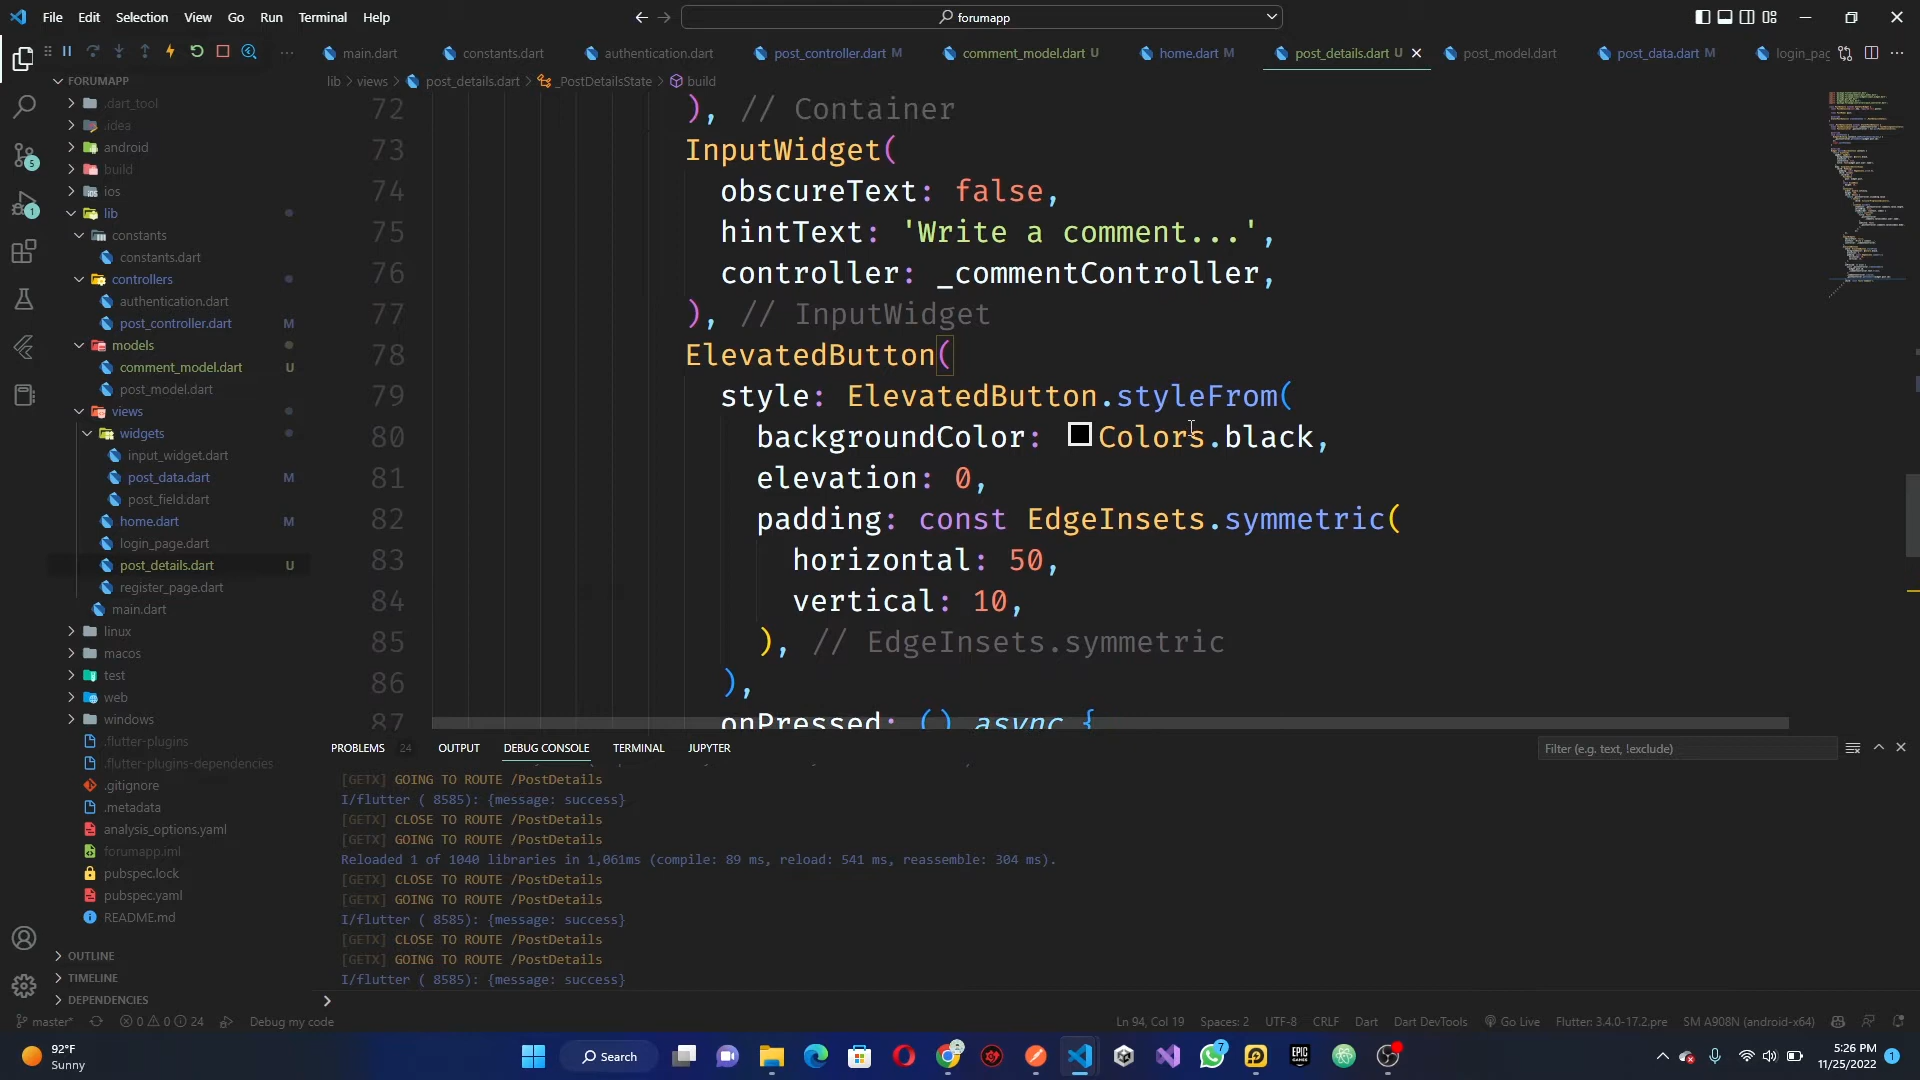 File Edit Selection View Go Run Terminal Help
forumapp
main.dart constants.dart authentication.dart post_controller.dart M comment_model.dart U home.dart M post_details.dart U post_model.dart post_data.dart M login_pag
FORUMAPP
lib > views > post_details.dart > _PostDetailsState > build
.dart_tool
.idea
android
build
ios
lib
constants
constants.dart
controllers
authentication.dart
post_controller.dart M
models
comment_model.dart U
post_model.dart
views
widgets
input_widget.dart
post_data.dart M
post_field.dart
home.dart M
login_page.dart
post_details.dart U
register_page.dart
main.dart
linux
macos
test
web
windows
.flutter-plugins
.flutter-plugins-dependencies
.gitignore
.metadata
analysis_options.yaml
forumapp.iml
pubspec.lock
pubspec.yaml
README.md
OUTLINE
TIMELINE
DEPENDENCIES
5
1
72 ), // Container
73 InputWidget(
74 obscureText: false,
75 hintText: 'Write a comment...',
76 controller: _commentController,
77 ), // InputWidget
78 ElevatedButton(
79 style: ElevatedButton.styleFrom(
80 backgroundColor: Colors.black,
81 elevation: 0,
82 padding: const EdgeInsets.symmetric(
83 horizontal: 50,
84 vertical: 10,
85 ), // EdgeInsets.symmetric
86 ),
87 onPressed: () async {
PROBLEMS 24 OUTPUT DEBUG CONSOLE TERMINAL JUPYTER
Filter (e.g. text, !exclude)
[GETX] GOING TO ROUTE /PostDetails
I/flutter ( 8585): {message: success}
[GETX] CLOSE TO ROUTE /PostDetails
[GETX] GOING TO ROUTE /PostDetails
Reloaded 1 of 1040 libraries in 1,061ms (compile: 89 ms, reload: 541 ms, reassemble: 304 ms).
[GETX] CLOSE TO ROUTE /PostDetails
[GETX] GOING TO ROUTE /PostDetails
I/flutter ( 8585): {message: success}
[GETX] CLOSE TO ROUTE /PostDetails
[GETX] GOING TO ROUTE /PostDetails
I/flutter ( 8585): {message: success}
master* 0 0 24 Debug my code
Ln 94, Col 19 Spaces: 2 UTF-8 CRLF Dart Dart DevTools Go Live Flutter: 3.4.0-17.2.pre SM A908N (android-x64)
92°F
Sunny
Search
7
EPIC GAMES
5:26 PM
11/25/2022
1